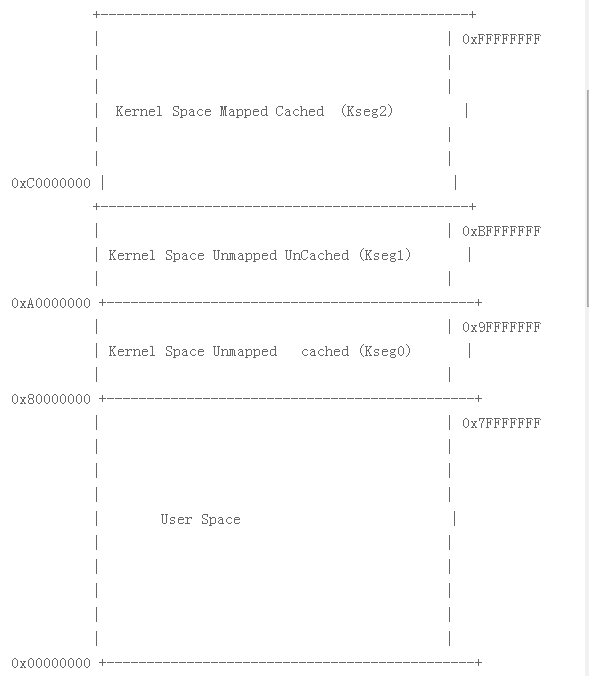 0xFFFFFFFF
Kernel Space Mapped Cached (Kseg2)
0xC0000000
0xBFFFFFFF
Kernel Space Unmapped UnCached (Kseg1)
0xA0000000
0x9FFFFFFF
Kernel Space Unmapped cached (Kseg0)
0x80000000
0x7FFFFFFF
User Space
0x00000000